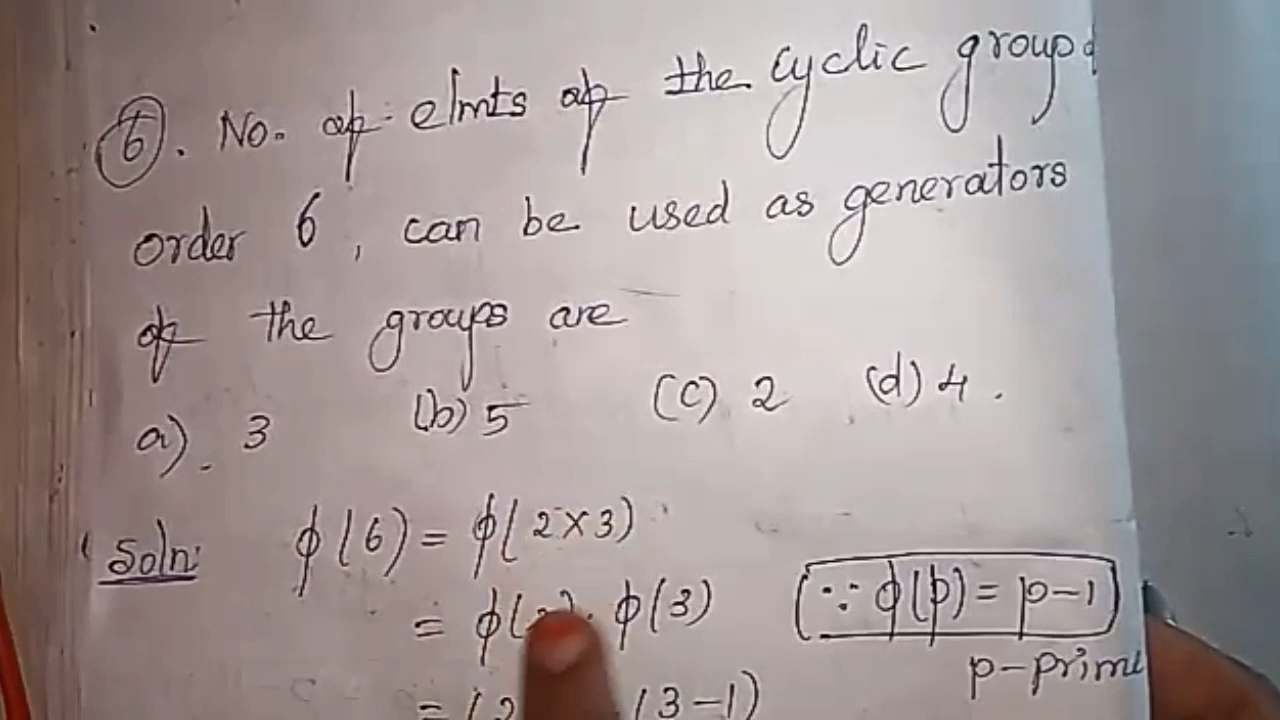 6. No. of elmts of the cyclic group of
order 6, can be used as generators
of the groups are
a). 3 (b) 5 (c) 2 (d) 4.
Soln: ϕ(6) = ϕ(2×3)
= ϕ( ). ϕ(3) (∵ ϕ(p) = p-1)
p-prime
= (2 (3-1)